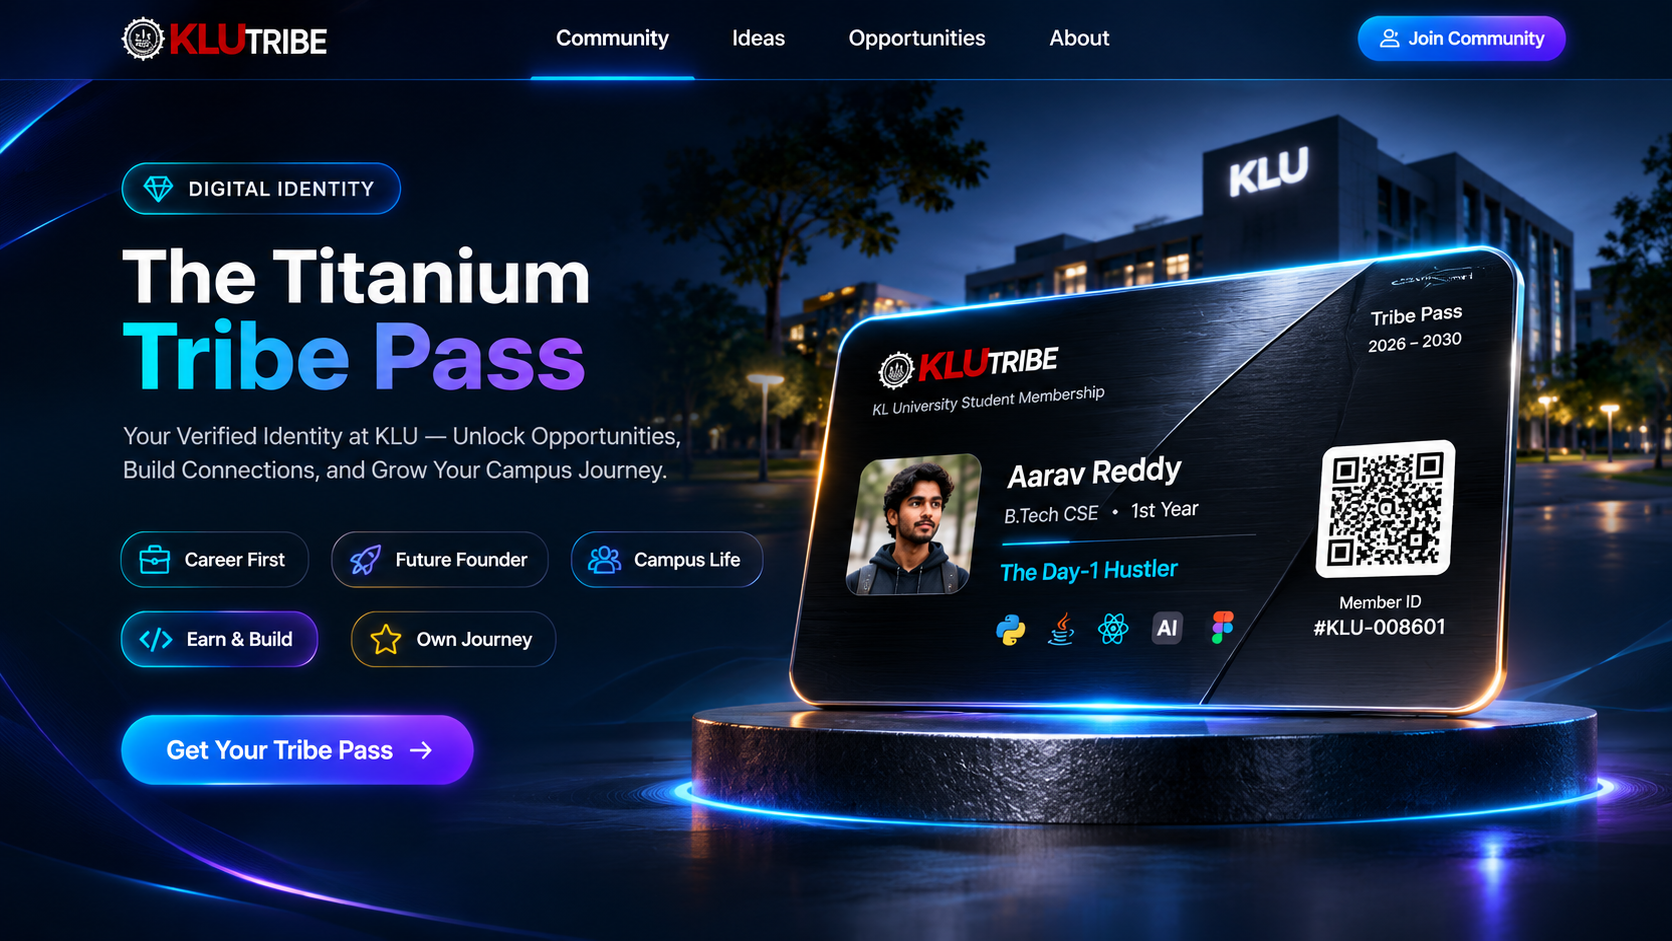 KLUTRIBE
Community
Ideas
Opportunities
About
Join Community
DIGITAL IDENTITY
The Titanium
Tribe Pass
Your Verified Identity at KLU — Unlock Opportunities,
Build Connections, and Grow Your Campus Journey.
Career First
Future Founder
Campus Life
Earn & Build
Own Journey
Get Your Tribe Pass
KLU
Tribe Pass
2026 – 2030
KLUTRIBE
KL University Student Membership
Aarav Reddy
B.Tech CSE • 1st Year
The Day-1 Hustler
AI
Member ID
#KLU-008601